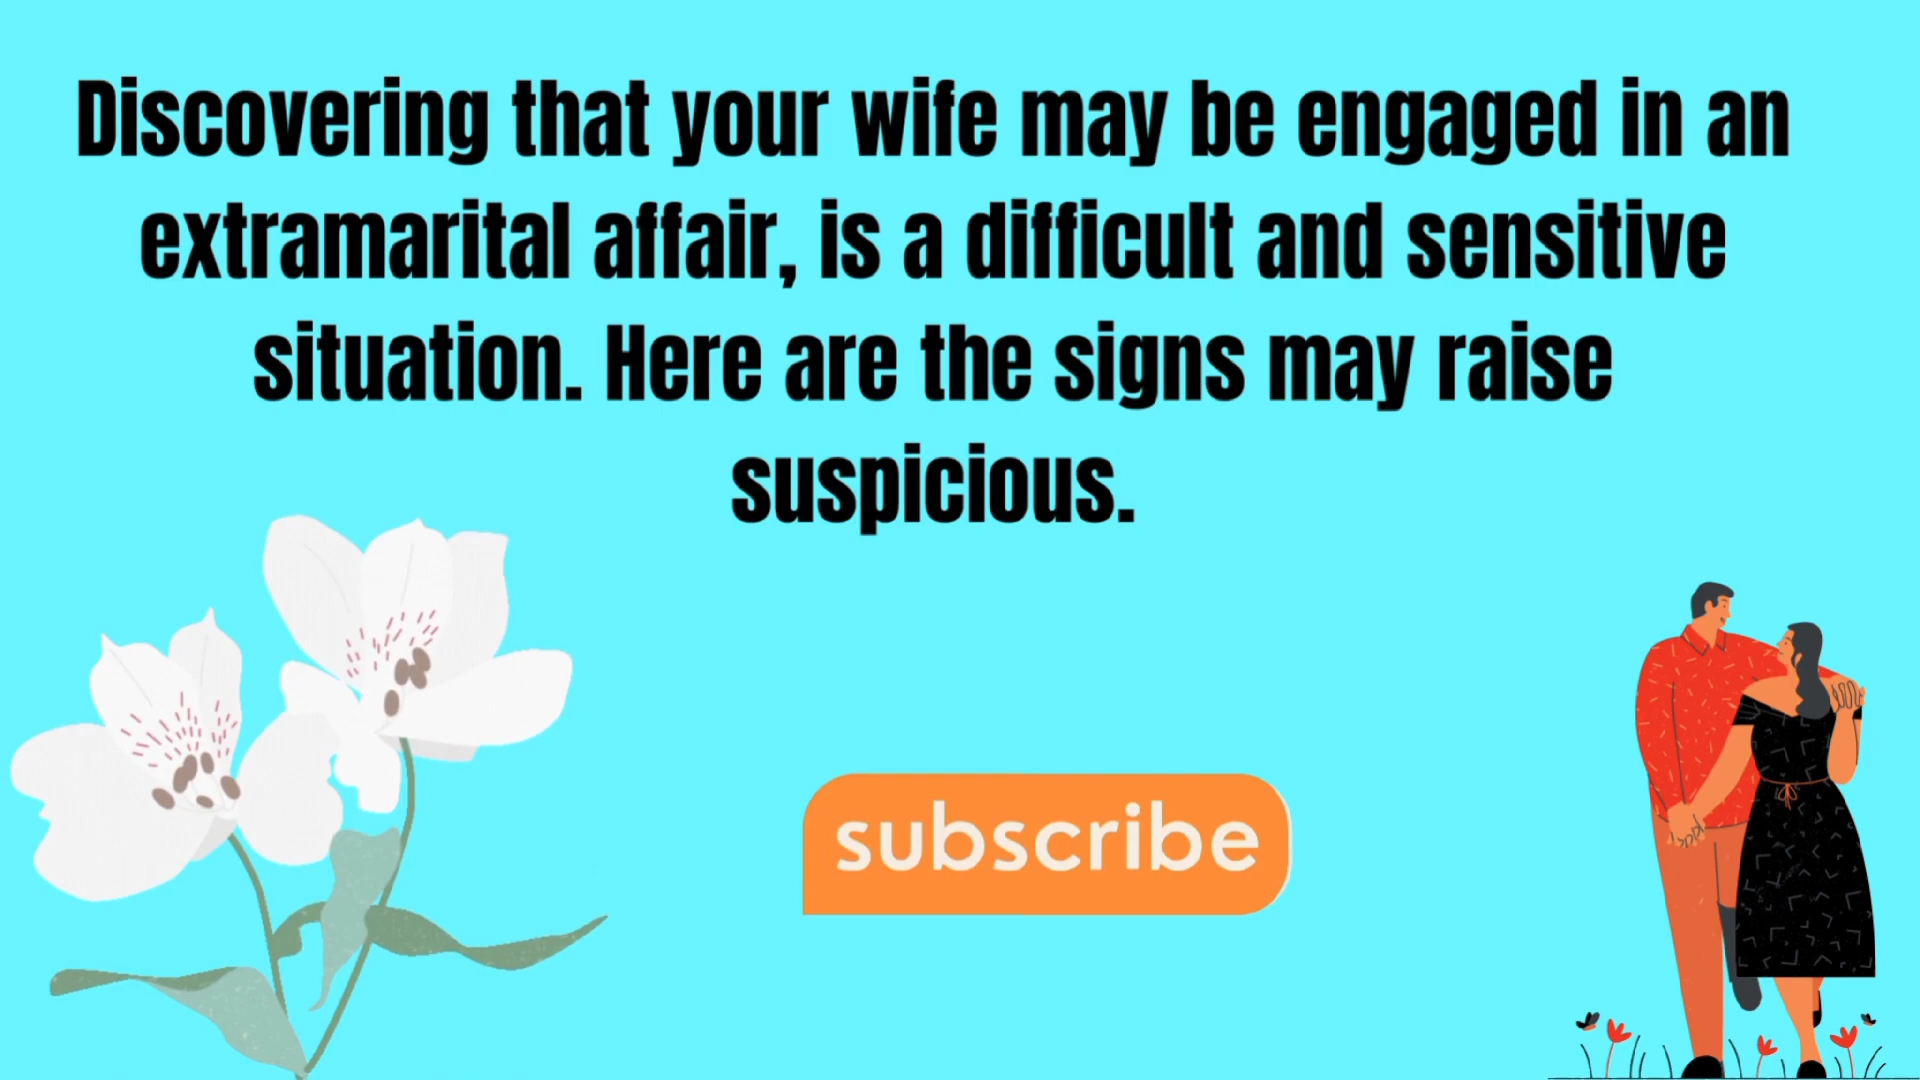 Discovering that your wife may be engaged in an
extramarital affair, is a difficult and sensitive
situation. Here are the signs may raise
suspicious.
subscribe